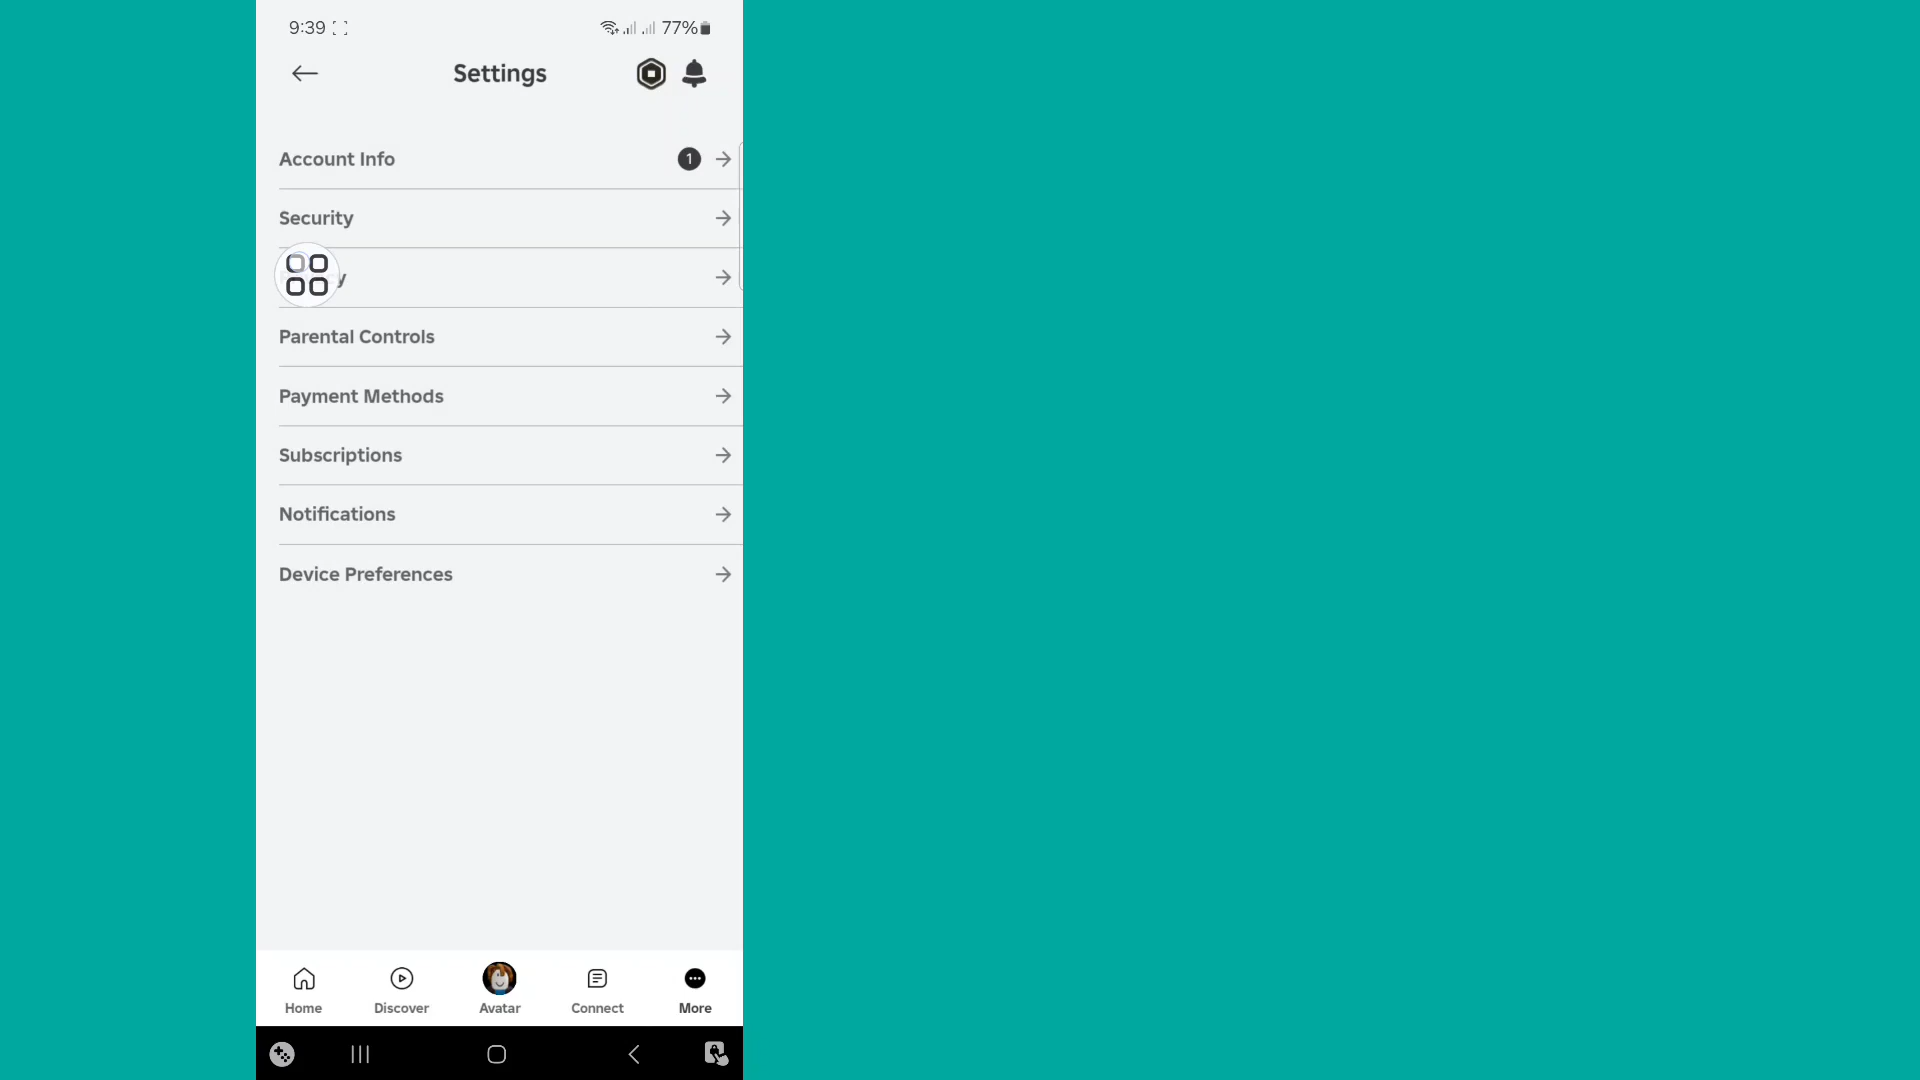 9:39
77%
Settings
Account Info
1
Security
y
Parental Controls
Payment Methods
Subscriptions
Notifications
Device Preferences
Home
Discover
Avatar
Connect
More